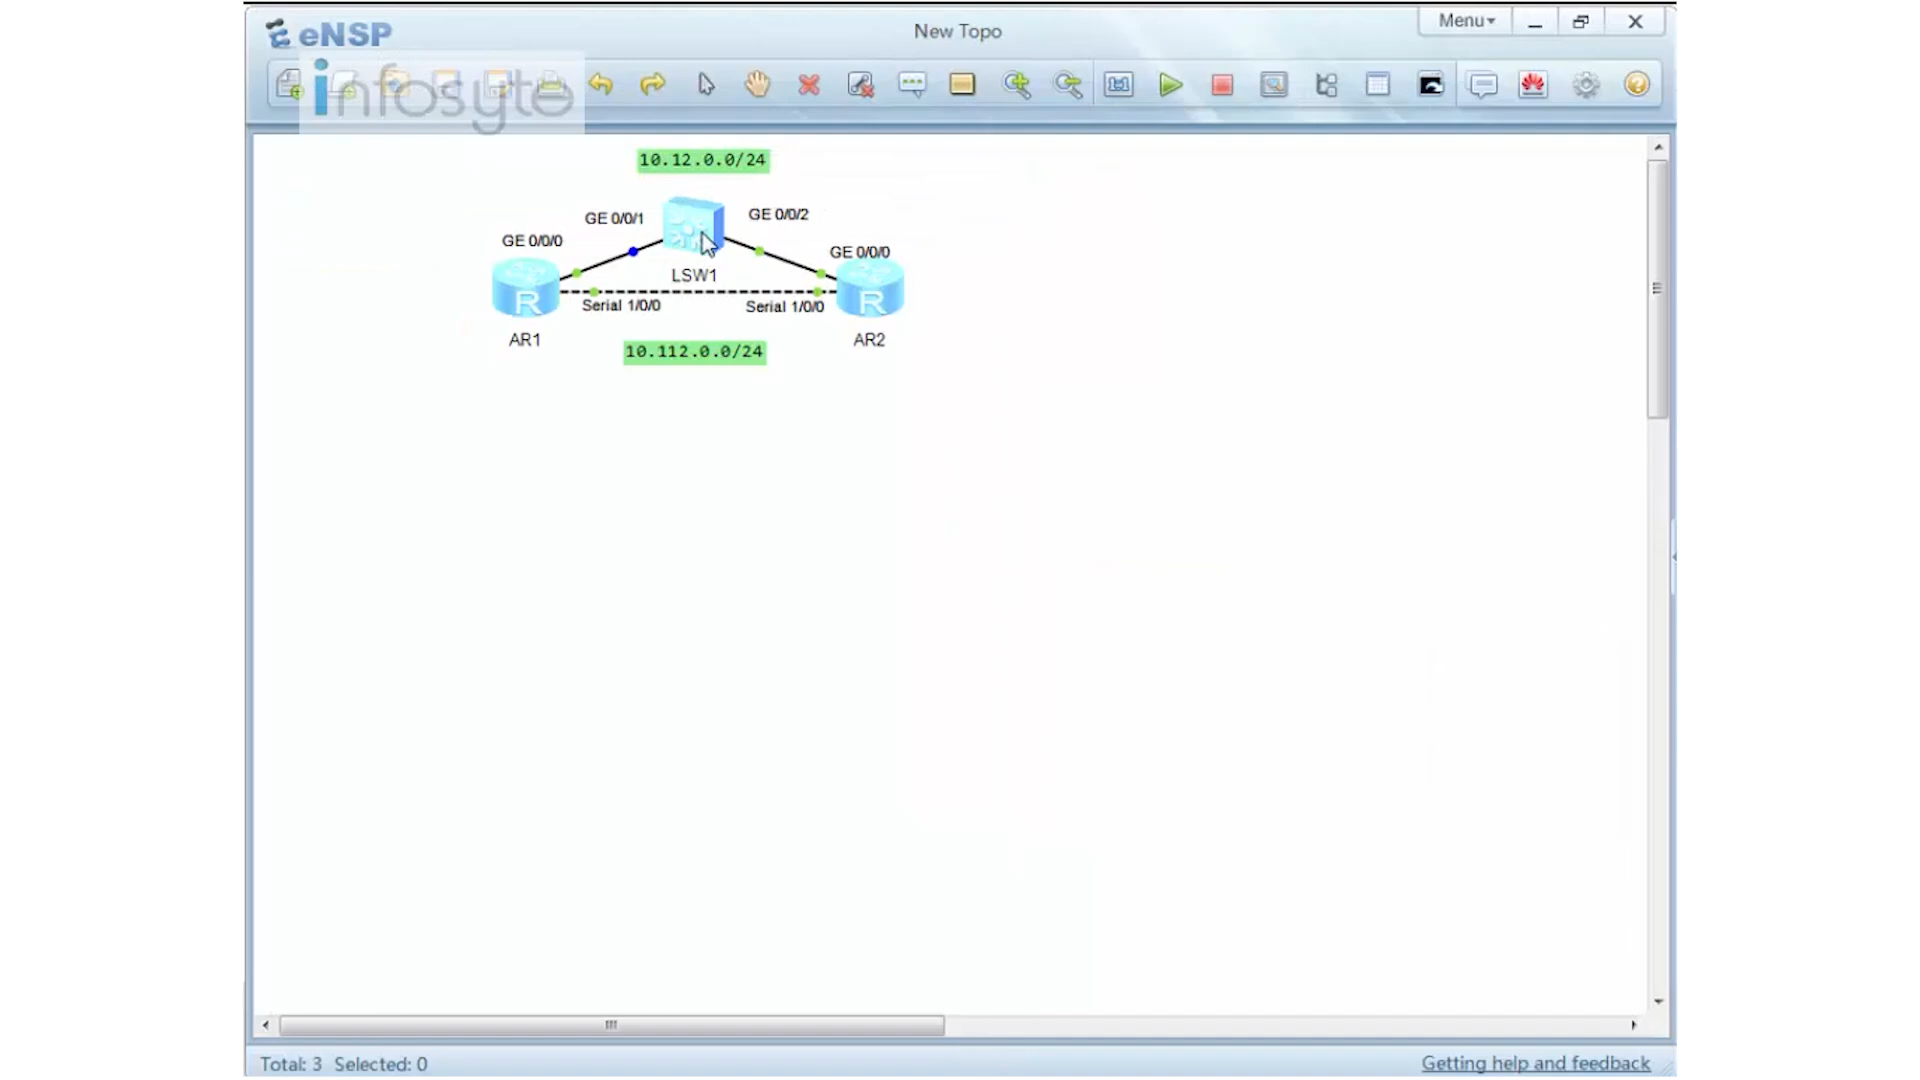 New Topo
Menu
eNSP
infosyte
10.12.0.0/24
GE 0/0/1
GE 0/0/2
GE 0/0/0
GE 0/0/0
LSW1
R
R
Serial 1/0/0
Serial 1/0/0
AR1
AR2
10.112.0.0/24
Total: 3 Selected: 0
Getting help and feedback